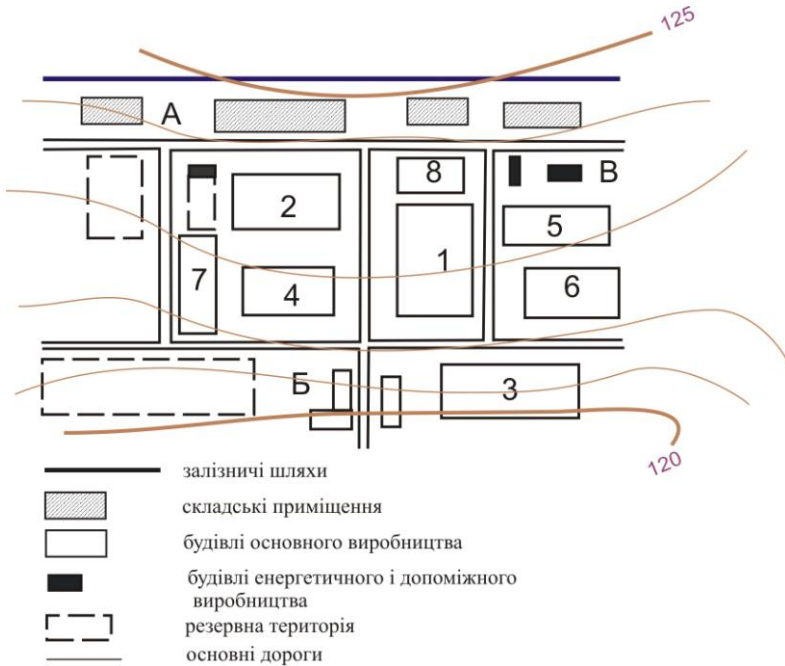 125
А
8
В
2
5
1
7
4
6
Б
3
120
залізничі шляхи
складські приміщення
будівлі основного виробництва
будівлі енергетичного і допоміжного
виробництва
резервна територія
основні дороги